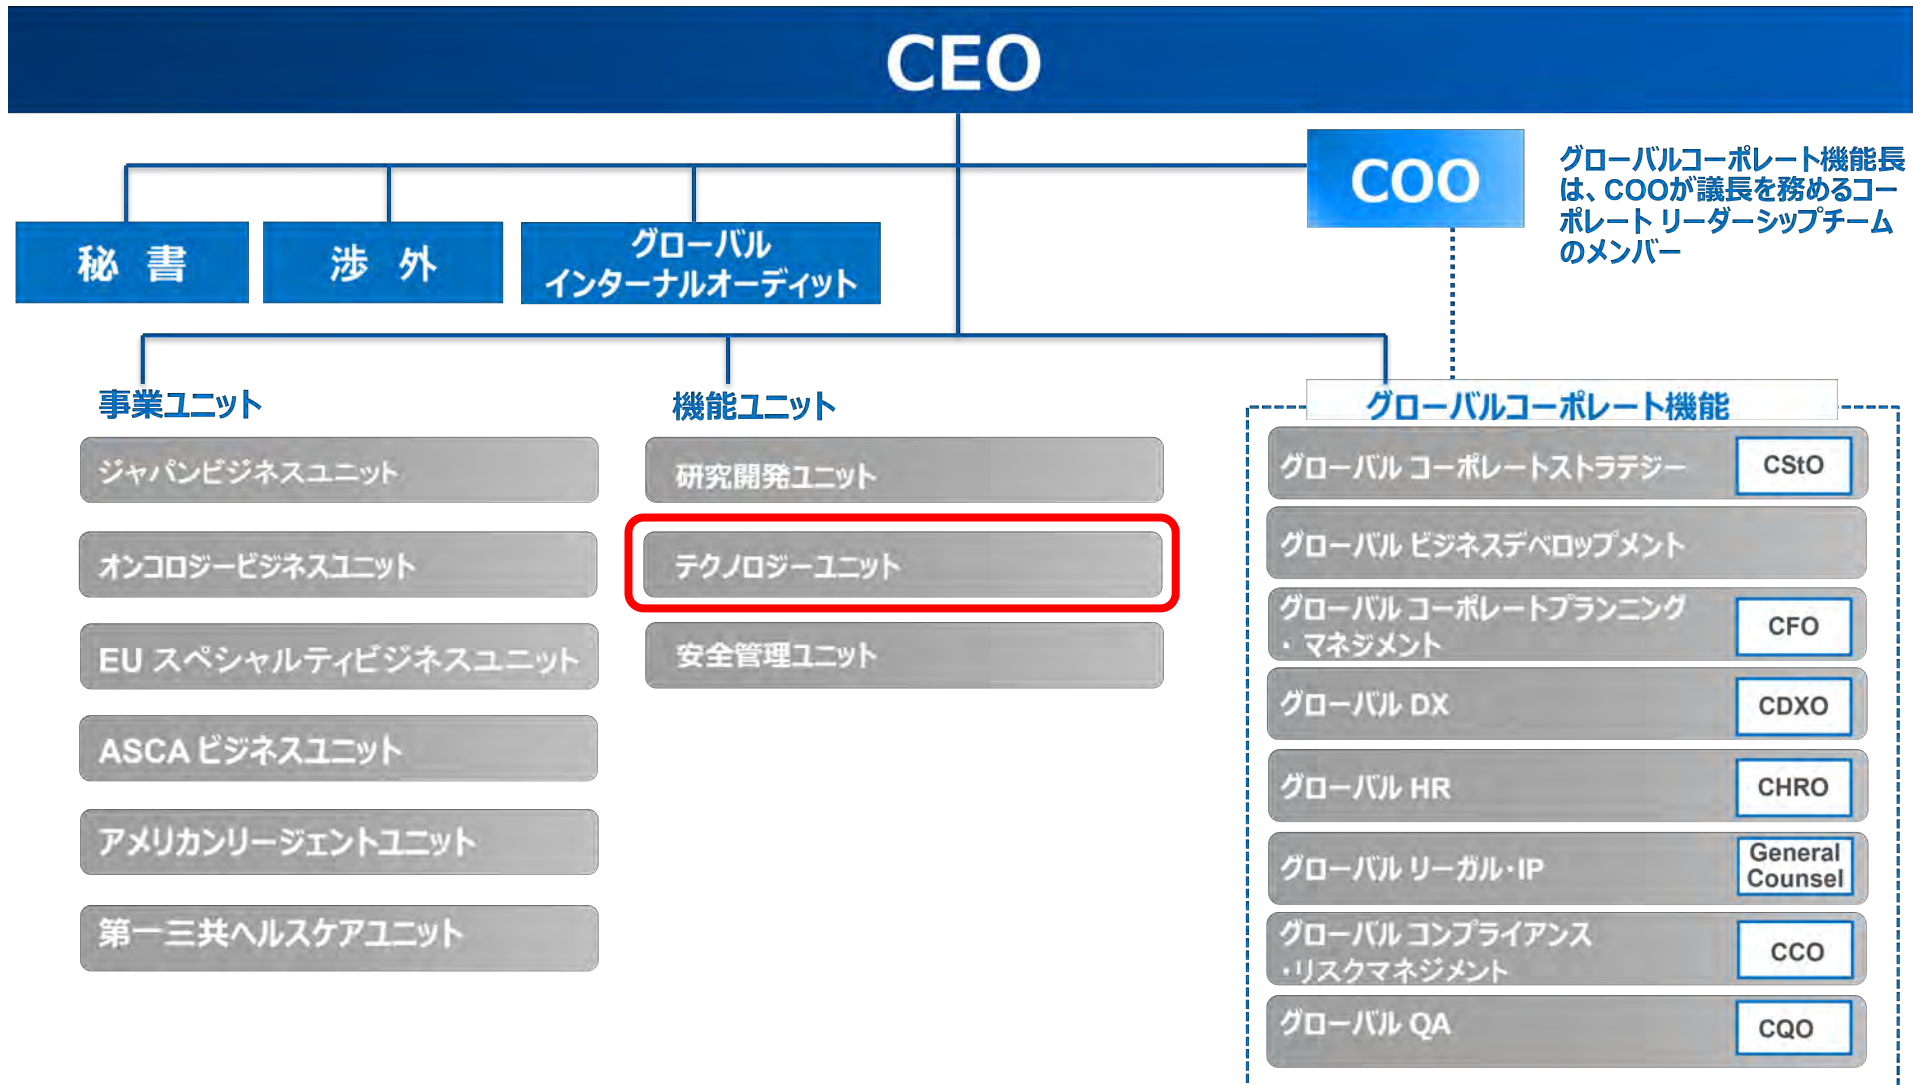 CEO
COO
グローバルコーポレート機能長
は、COOが議長を務めるコー
ポレート リーダーシップチーム
のメンバー
秘 書
渉 外
グローバル
インターナルオーディット
事業ユニット
ジャパンビジネスユニット
オンコロジービジネスユニット
EU スペシャルティビジネスユニット
ASCA ビジネスユニット
アメリカンリージェントユニット
第一三共ヘルスケアユニット
機能ユニット
研究開発ユニット
テクノロジーユニット
安全管理ユニット
グローバルコーポレート機能
グローバル コーポレートストラテジー
CStO
グローバル ビジネスデベロップメント
グローバル コーポレートプランニング
・ マネジメント
CFO
グローバル DX
CDXO
グローバル HR
CHRO
グローバル リーガル・IP
General
Counsel
グローバル コンプライアンス
・リスクマネジメント
CCO
グローバル QA
CQO